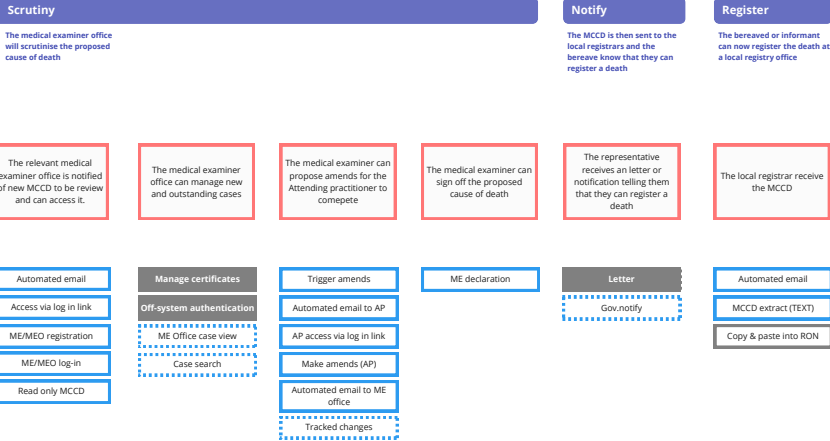 Scrutiny
Notify
Register
The medical examiner office
will scrutinise the proposed
cause of death
The MCCD is then sent to the
local registrars and the
bereave know that they can
register a death
The bereaved or informant
can now register the death at
a local registry office
The relevant medical
examiner office is notified
of new MCCD to be review
and can access it.
The medical examiner
office can manage new
and outstanding cases
The medical examiner can
propose amends for the
Attending practitioner to
compete
The medical examiner can
sign off the proposed
cause of death
The representative
receives an letter or
notification telling them
that they can register a
death
The local registrar receive
the MCCD
Automated email
Access via log in link
ME/MEO registration
ME/MEO log-in
Read only MCCD
Manage certificates
Off-system authentication
ME Office case view
Case search
Trigger amends
Automated email to AP
AP access via log in link
Make amends (AP)
Automated email to ME
office
Tracked changes
ME declaration
Letter
Gov.notify
Automated email
MCCD extract (TEXT)
Copy & paste into RON